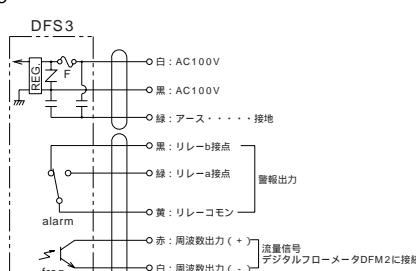 DFS3
REG.
F
白：AC100V
黒：AC100V
緑：アース・・・・・接地
黒：リレーb接点
緑：リレーa接点
警報出力
黄：リレーコモン
alarm
赤：周波数出力（＋）
流量信号
デジタルフローメータDFM2に接続
白：周波数出力（－）